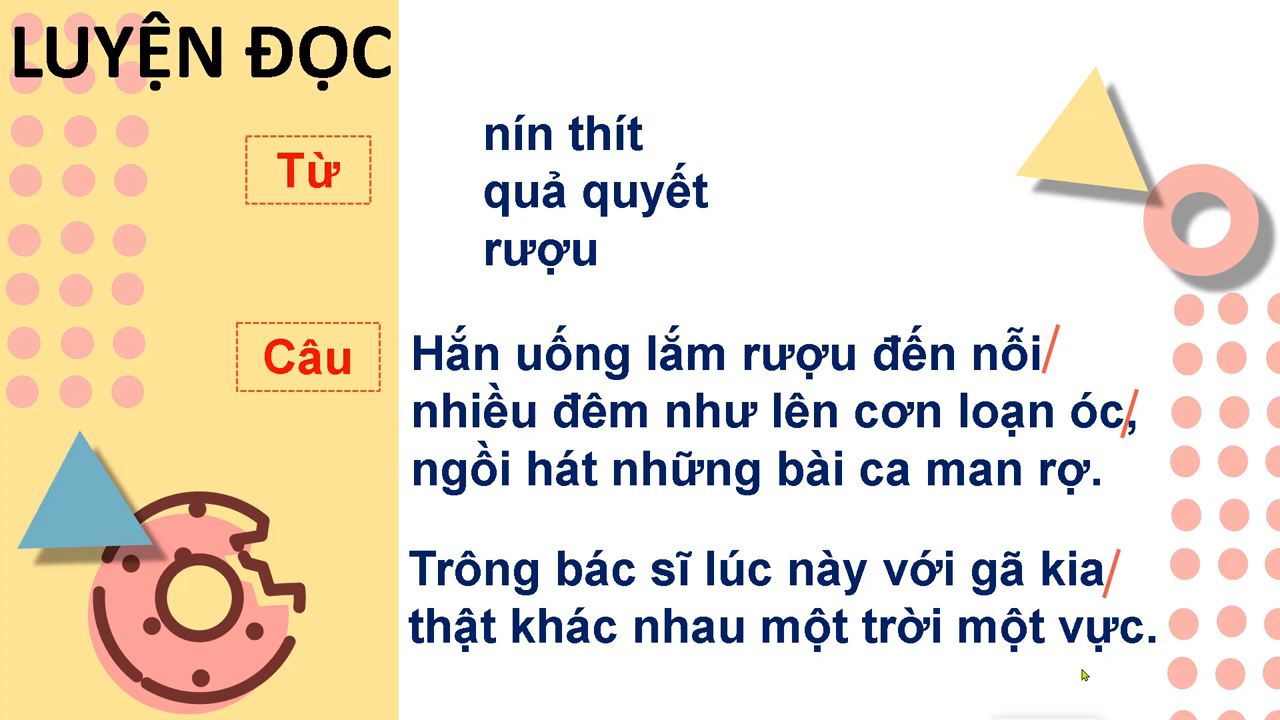 LUYỆN ĐỌC
Từ
nín thít
quả quyết
rượu
Câu
Hắn uống lắm rượu đến nỗi/
nhiều đêm như lên cơn loạn óc/,
ngồi hát những bài ca man rợ.
Trông bác sĩ lúc này với gã kia/
thật khác nhau một trời một vực.